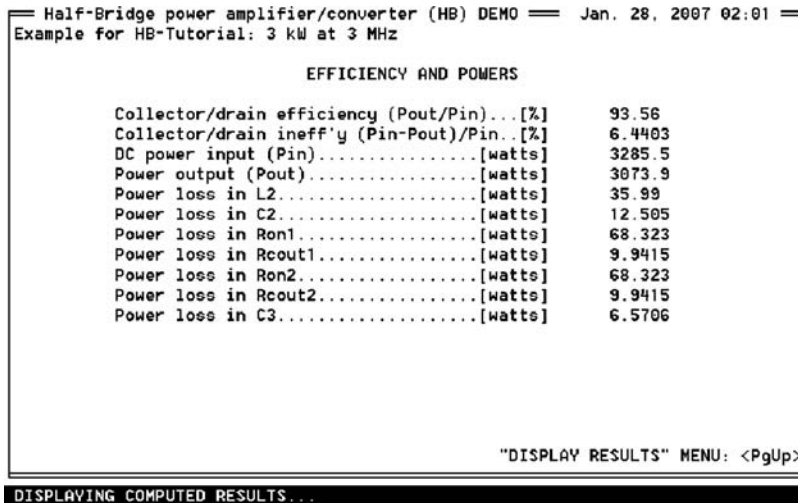 Half-Bridge power amplifier/converter (HB) DEMO Jan. 28, 2007 02:01
Example for HB-Tutorial: 3 kW at 3 MHz
EFFICIENCY AND POWERS
Collector/drain efficiency (Pout/Pin)...[%] 93.56
Collector/drain ineff'y (Pin-Pout)/Pin..[%] 6.4403
DC power input (Pin)................[watts] 3285.5
Power output (Pout).................[watts] 3073.9
Power loss in L2....................[watts] 35.99
Power loss in C2....................[watts] 12.505
Power loss in Ron1..................[watts] 68.323
Power loss in Rcout1................[watts] 9.9415
Power loss in Ron2..................[watts] 68.323
Power loss in Rcout2................[watts] 9.9415
Power loss in C3....................[watts] 6.5706
"DISPLAY RESULTS" MENU: <PgUp>
DISPLAYING COMPUTED RESULTS...